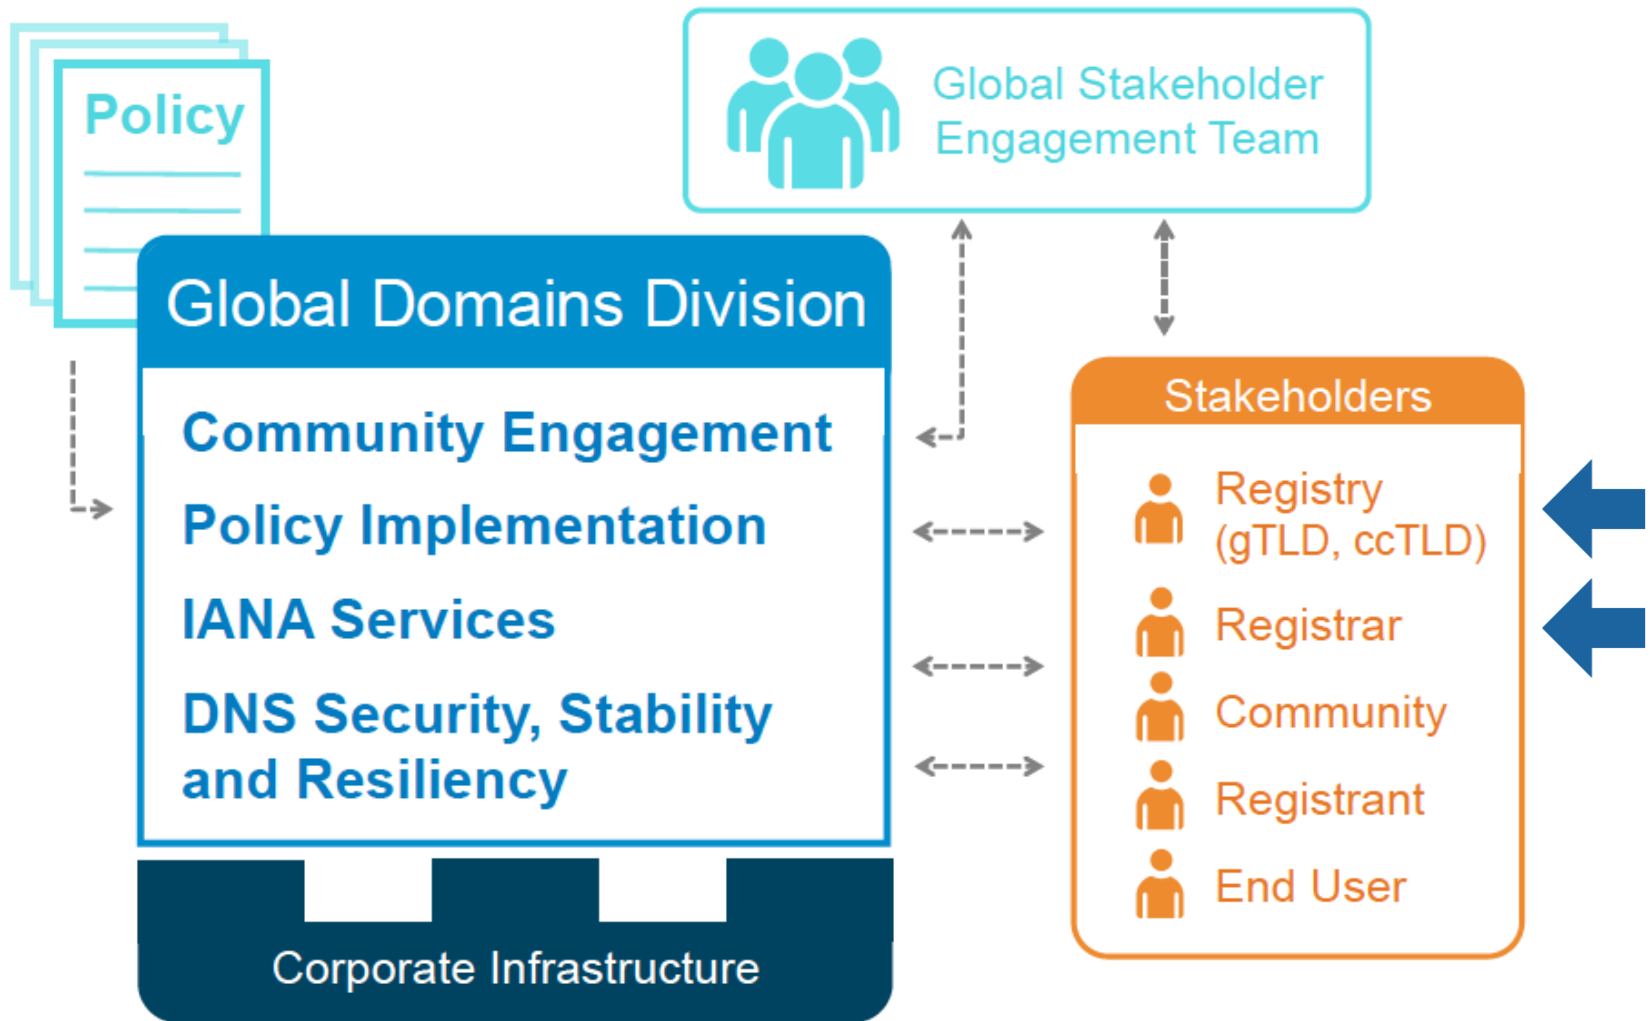 Policy
Global Stakeholder
Engagement Team
Global Domains Division
Community Engagement
Policy Implementation
IANA Services
DNS Security, Stability
and Resiliency
Corporate Infrastructure
Stakeholders
Registry
(gTLD, ccTLD)
Registrar
Community
Registrant
End User